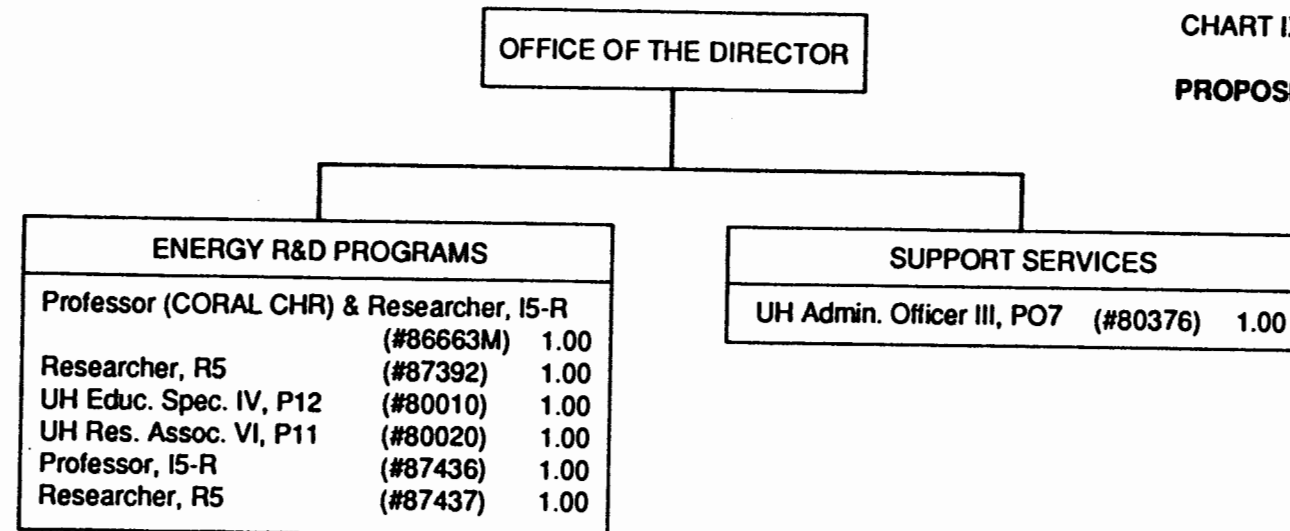 OFFICE OF THE DIRECTOR
CHART
PROPOS
ENERGY R&D PROGRAMS
Professor (CORAL CHR) & Researcher, I5-R
(#86663M) 1.00
Researcher, R5 (#87392) 1.00
UH Educ. Spec. IV, P12 (#80010) 1.00
UH Res. Assoc. VI, P11 (#80020) 1.00
Professor, I5-R (#87436) 1.00
Researcher, R5 (#87437) 1.00
SUPPORT SERVICES
UH Admin. Officer III, PO7 (#80376) 1.00